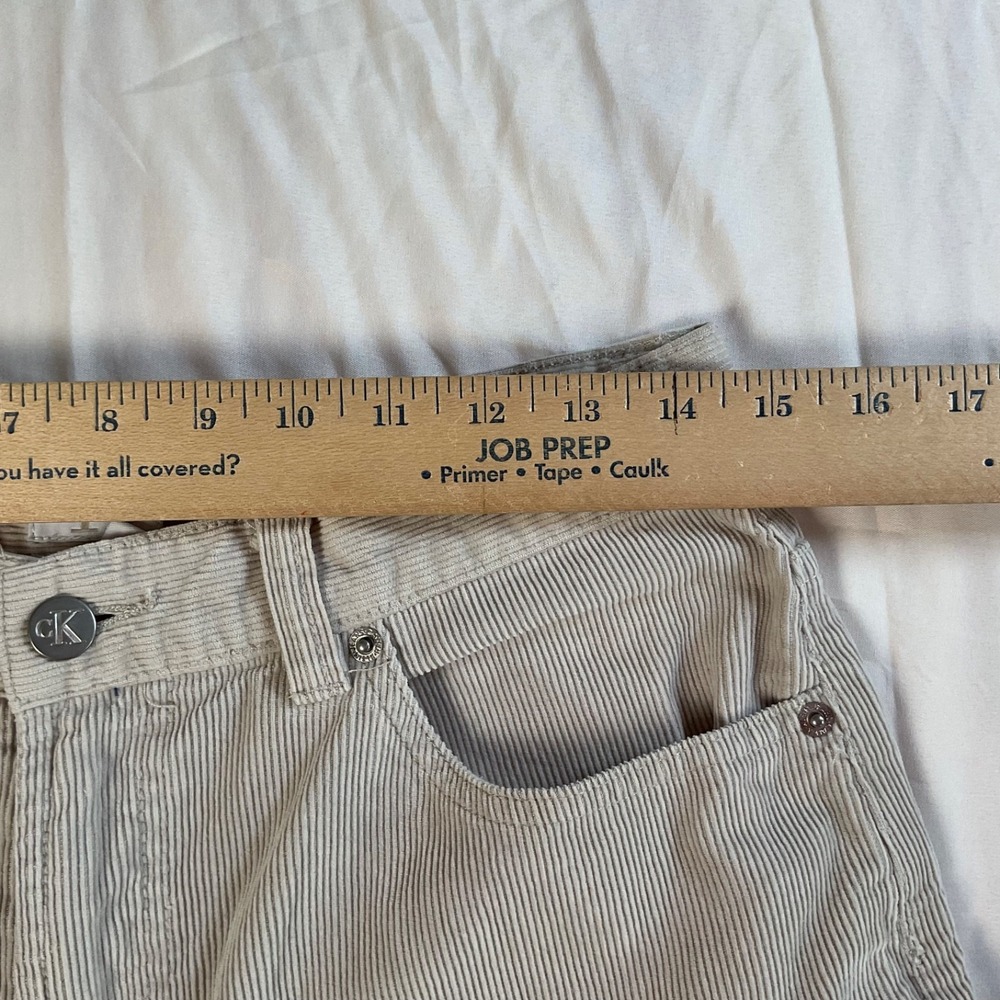 7 8 9 10 11 12 13 14 15 16 17
JOB PREP
ou have it all covered? • Primer • Tape • Caulk •
cK